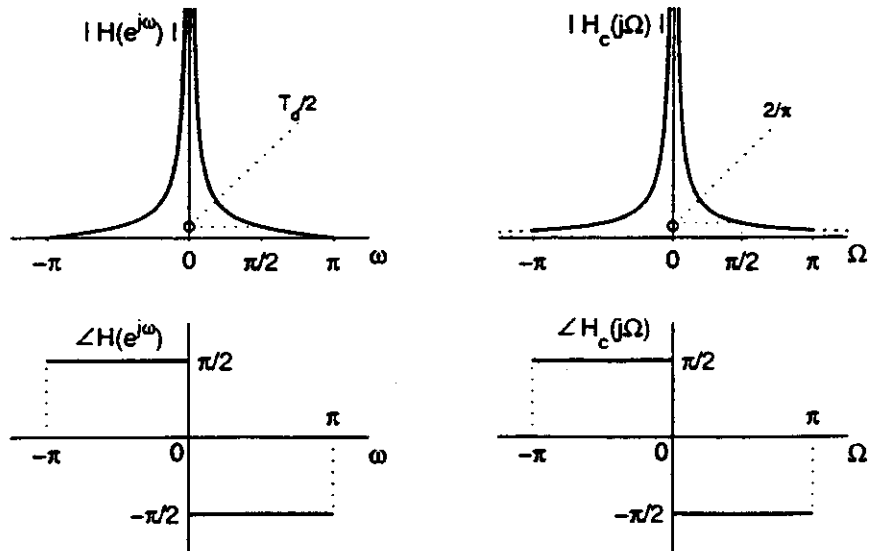 | H(e^{jω}) |
T_d/2
−π 0 π/2 π ω
| H_c(jΩ) |
2/π
−π 0 π/2 π Ω
∠H(e^{jω})
π/2
π
−π 0 ω
−π/2
∠H_c(jΩ)
π/2
π
−π 0 Ω
−π/2